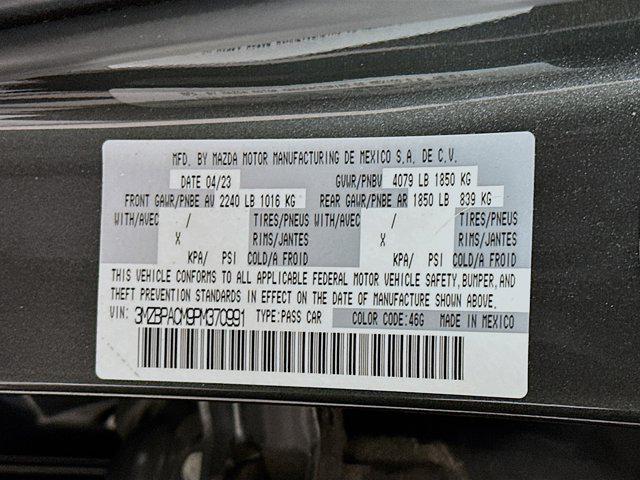 MFD. BY MAZDA MOTOR MANUFACTURING DE MEXICO S.A. DE C.V.
DATE 04/23 GVWR/PNBV 4079 LB 1850 KG
FRONT GAWR/PNBE AV 2240 LB 1016 KG REAR GAWR/PNBE AR 1850 LB 839 KG
WITH/AVEC / TIRES/PNEUS WITH/AVEC / TIRES/PNEUS
X RIMS/JANTES X RIMS/JANTES
KPA/ PSI COLD/A FROID KPA/ PSI COLD/A FROID
THIS VEHICLE CONFORMS TO ALL APPLICABLE FEDERAL MOTOR VEHICLE SAFETY, BUMPER, AND
THEFT PREVENTION STANDARDS IN EFFECT ON THE DATE OF MANUFACTURE SHOWN ABOVE.
VIN: 3MZBPACM9PM370991 TYPE:PASS CAR COLOR CODE:46G MADE IN MEXICO